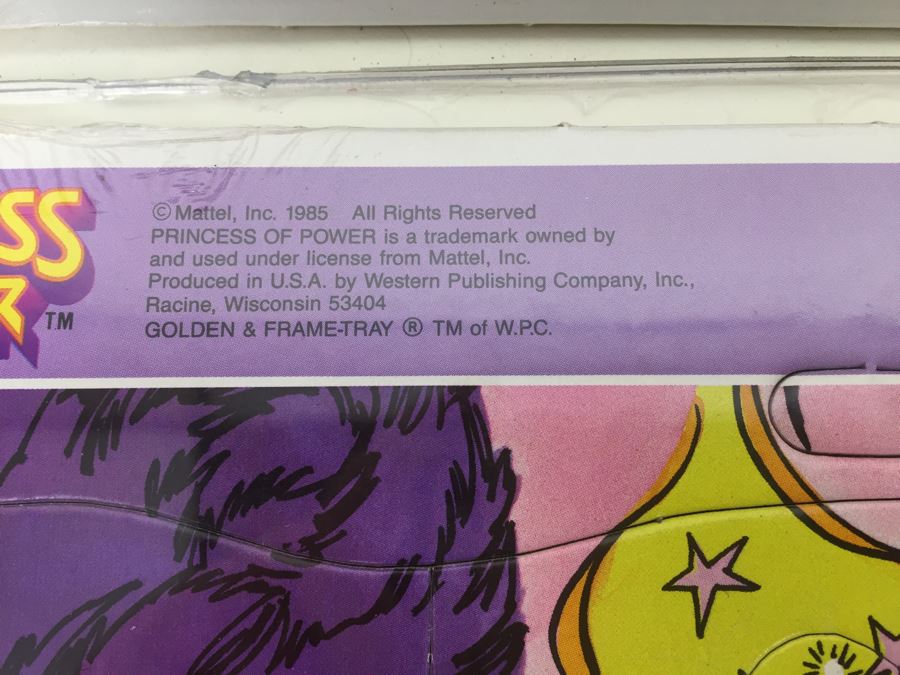 SS
R TM
© Mattel, Inc. 1985 All Rights Reserved
PRINCESS OF POWER is a trademark owned by
and used under license from Mattel, Inc.
Produced in U.S.A. by Western Publishing Company, Inc.,
Racine, Wisconsin 53404
GOLDEN & FRAME-TRAY ® TM of W.P.C.